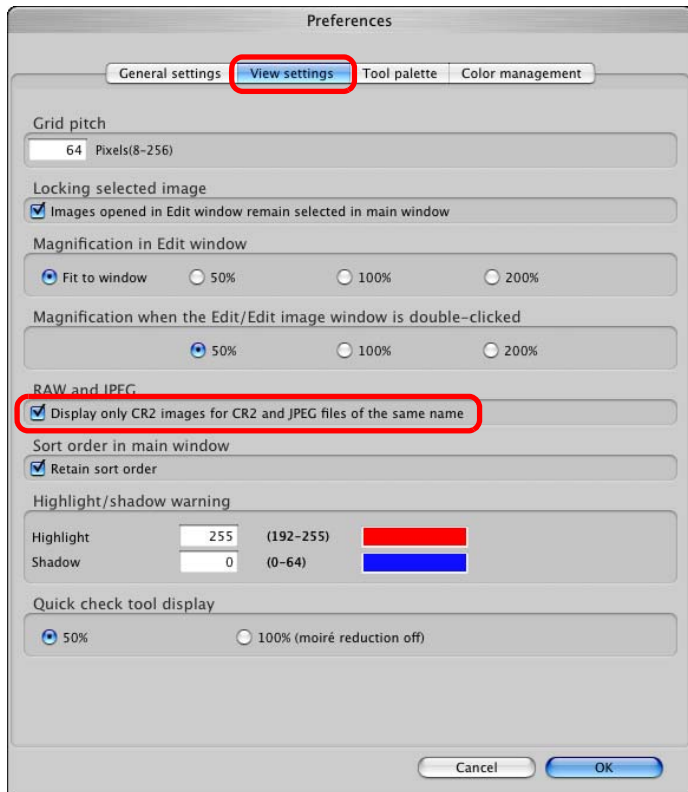 Preferences
General settings View settings Tool palette Color management
Grid pitch
64 Pixels(8-256)
Locking selected image
Images opened in Edit window remain selected in main window
Magnification in Edit window
Fit to window 50% 100% 200%
Magnification when the Edit/Edit image window is double-clicked
50% 100% 200%
RAW and JPEG
Display only CR2 images for CR2 and JPEG files of the same name
Sort order in main window
Retain sort order
Highlight/shadow warning
Highlight 255 (192-255)
Shadow 0 (0-64)
Quick check tool display
50% 100% (moiré reduction off)
Cancel OK